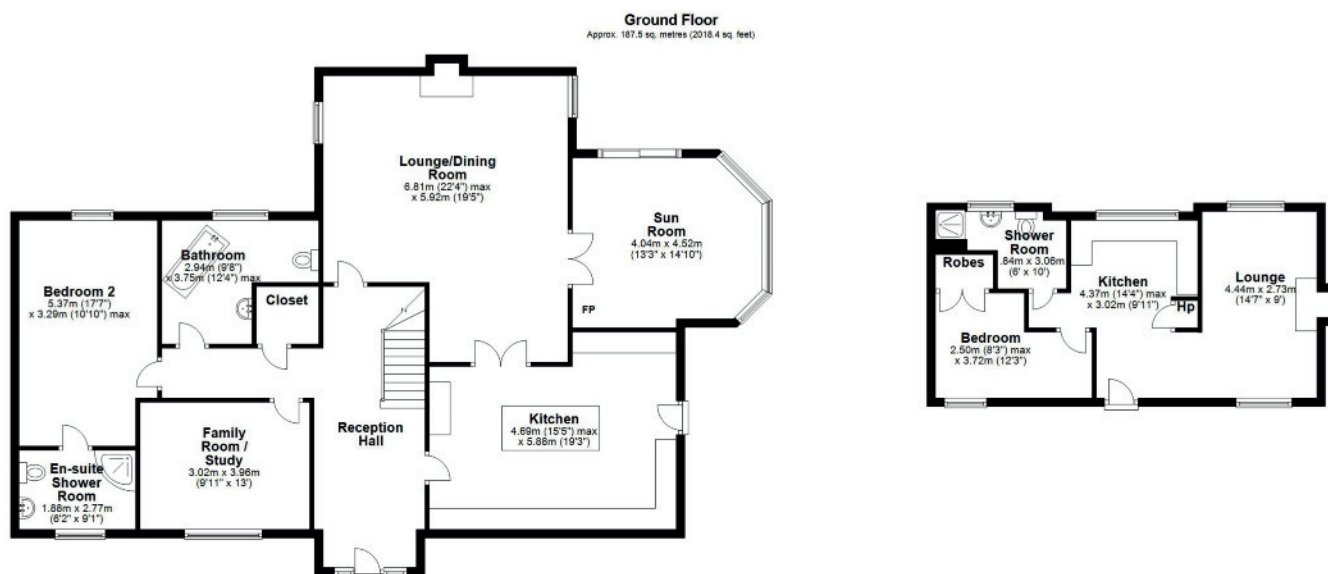 Ground Floor
Approx. 187.5 sq. metres (2018.4 sq. feet)
Lounge/Dining
Room
6.81m (22'4") max
x 5.92m (19'5")
Sun
Room
4.04m x 4.52m
(13'3" x 14'10")
FP
Bathroom
2.94m (9'8")
x 3.75m (12'4") max
Closet
Bedroom 2
5.37m (17'7")
x 3.29m (10'10") max
Kitchen
4.69m (15'5") max
x 5.88m (19'3")
Reception
Hall
Family
Room /
Study
3.02m x 3.96m
(9'11" x 13')
En-suite
Shower
Room
1.88m x 2.77m
(6'2" x 9'1")
Shower
Room
.84m x 3.06m
(6' x 10')
Robes
Kitchen
4.37m (14'4") max
x 3.02m (9'11")
Hp
Lounge
4.44m x 2.73m
(14'7" x 9')
Bedroom
2.50m (8'3") max
x 3.72m (12'3")